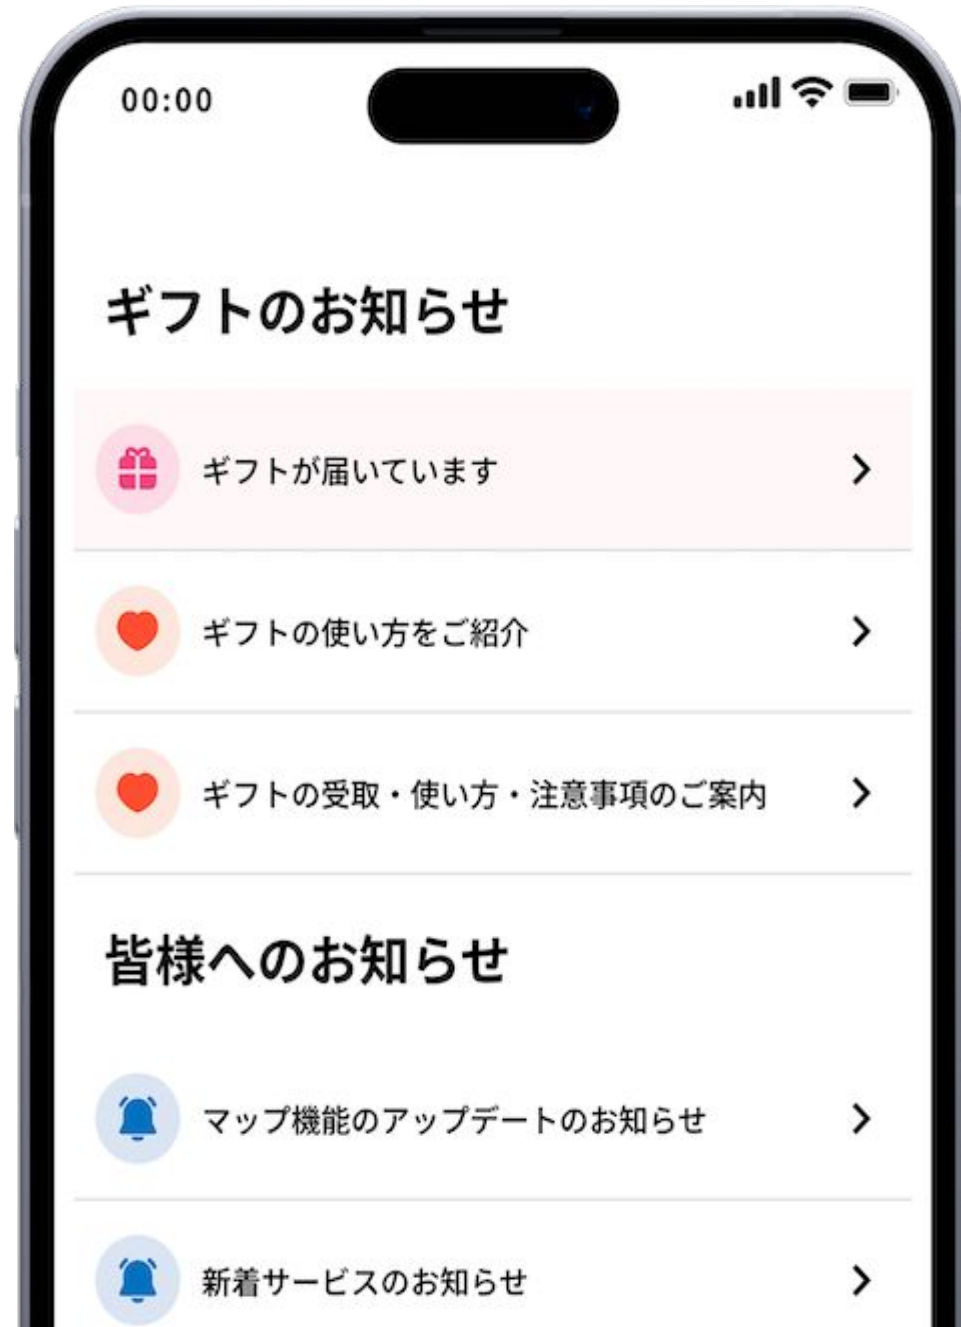 00:00
ギフトのお知らせ
ギフトが届いています
ギフトの使い方をご紹介
ギフトの受取・使い方・注意事項のご案内
皆様へのお知らせ
マップ機能のアップデートのお知らせ
新着サービスのお知らせ